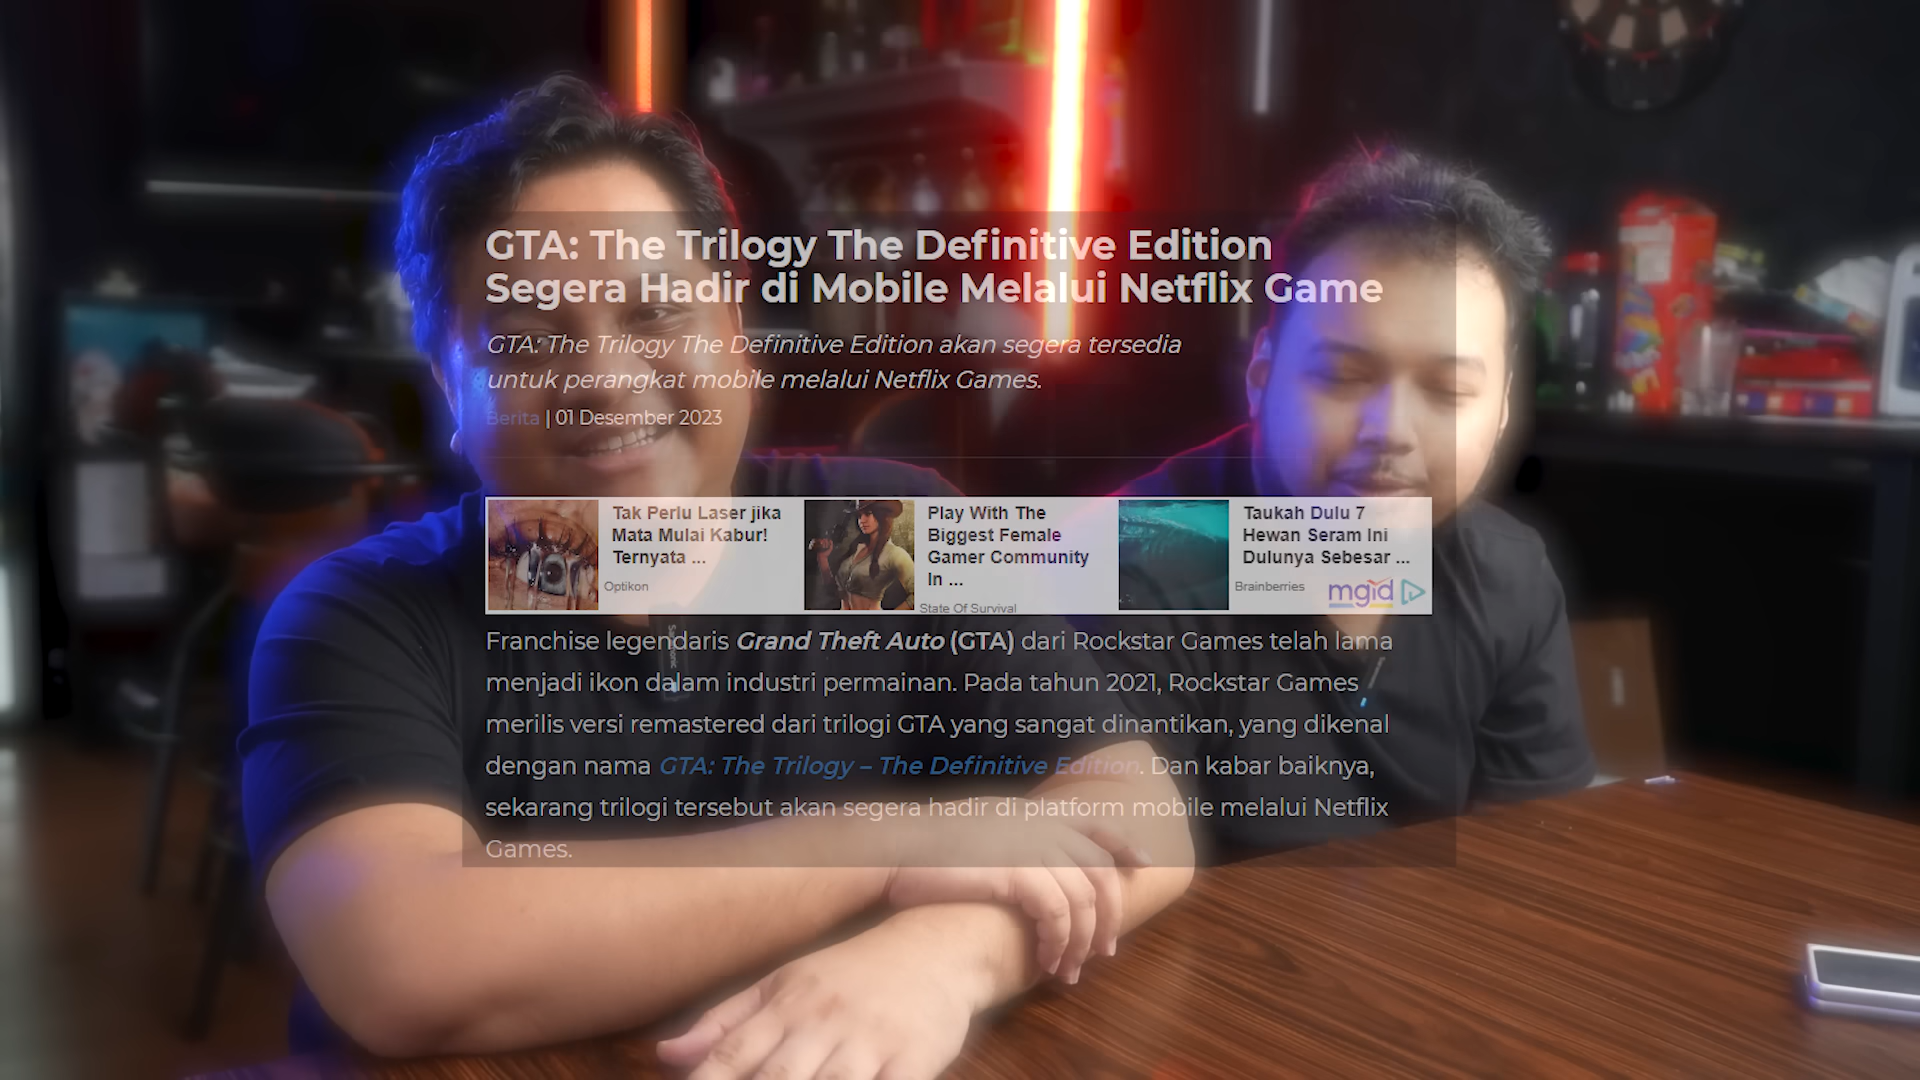 GTA: The Trilogy The Definitive Edition
Segera Hadir di Mobile Melalui Netflix Game
GTA: The Trilogy The Definitive Edition akan segera tersedia
untuk perangkat mobile melalui Netflix Games.
Berita | 01 Desember 2023
Tak Perlu Laser jika
Mata Mulai Kabur!
Ternyata ...
Optikon
Play With The
Biggest Female
Gamer Community
In ...
State Of Survival
Taukah Dulu 7
Hewan Seram Ini
Dulunya Sebesar ...
Brainberries
mgid
Franchise legendaris Grand Theft Auto (GTA) dari Rockstar Games telah lama
menjadi ikon dalam industri permainan. Pada tahun 2021, Rockstar Games
merilis versi remastered dari trilogi GTA yang sangat dinantikan, yang dikenal
dengan nama GTA: The Trilogy – The Definitive Edition. Dan kabar baiknya,
sekarang trilogi tersebut akan segera hadir di platform mobile melalui Netflix
Games.